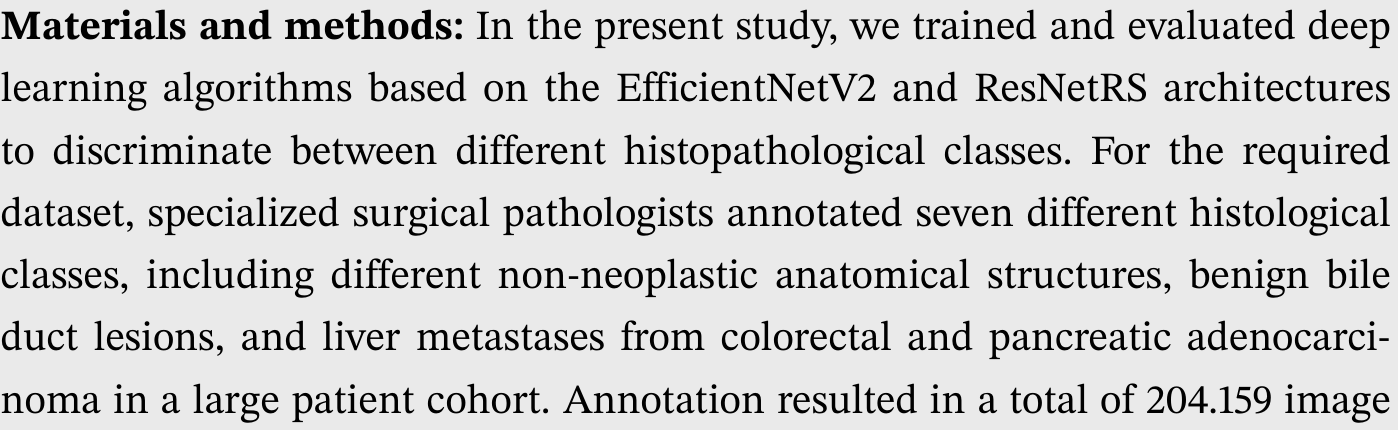 Materials and methods: In the present study, we trained and evaluated deep
learning algorithms based on the EfficientNetV2 and ResNetRS architectures
to discriminate between different histopathological classes. For the required
dataset, specialized surgical pathologists annotated seven different histological
classes, including different non-neoplastic anatomical structures, benign bile
duct lesions, and liver metastases from colorectal and pancreatic adenocarci-
noma in a large patient cohort. Annotation resulted in a total of 204.159 image